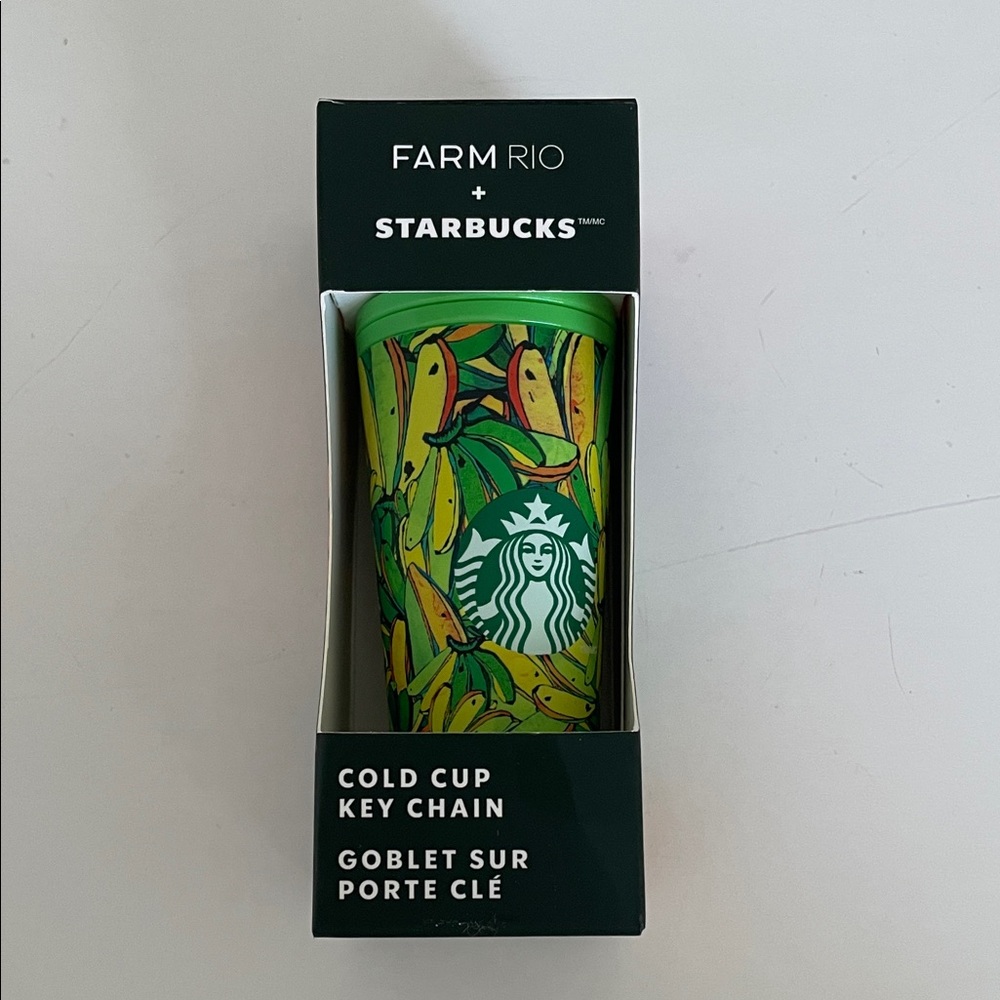 FARM RIO
+
STARBUCKS™/MC
COLD CUP
KEY CHAIN
GOBLET SUR
PORTE CLÉ